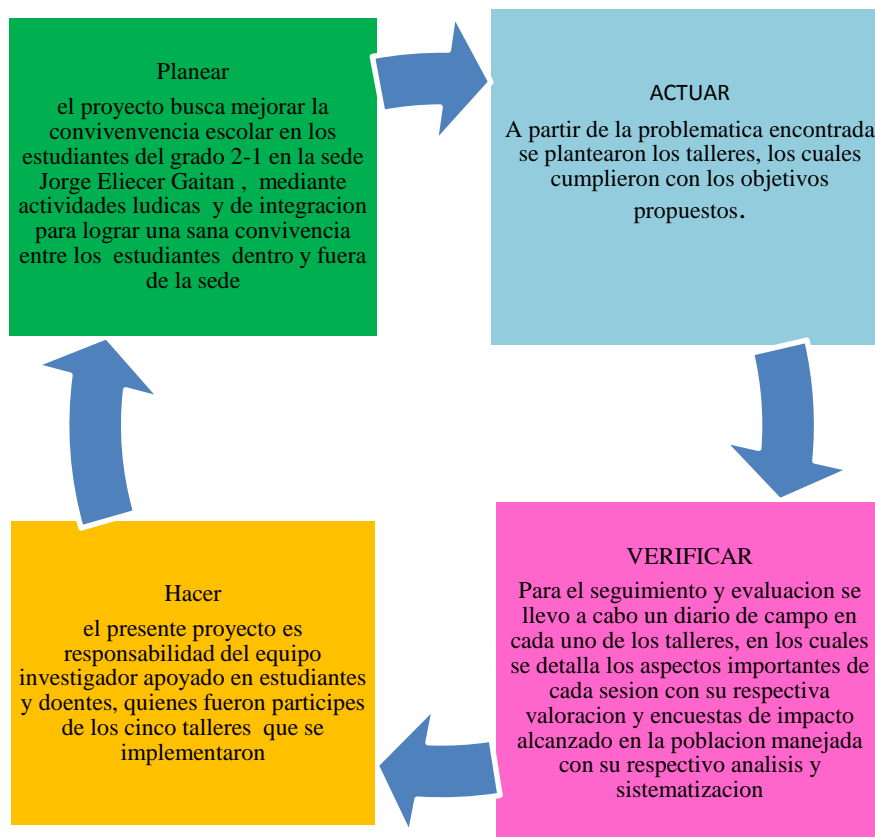 Planear
el proyecto busca mejorar la
convivenvencia escolar en los
estudiantes del grado 2-1 en la sede
Jorge Eliecer Gaitan , mediante
actividades ludicas y de integracion
para lograr una sana convivencia
entre los estudiantes dentro y fuera
de la sede
ACTUAR
A partir de la problematica encontrada
se plantearon los talleres, los cuales
cumplieron con los objetivos
propuestos.
VERIFICAR
Para el seguimiento y evaluacion se
llevo a cabo un diario de campo en
cada uno de los talleres, en los cuales
se detalla los aspectos importantes de
cada sesion con su respectiva
valoracion y encuestas de impacto
alcanzado en la poblacion manejada
con su respectivo analisis y
sistematizacion
Hacer
el presente proyecto es
responsabilidad del equipo
investigador apoyado en estudiantes
y doentes, quienes fueron participes
de los cinco talleres que se
implementaron